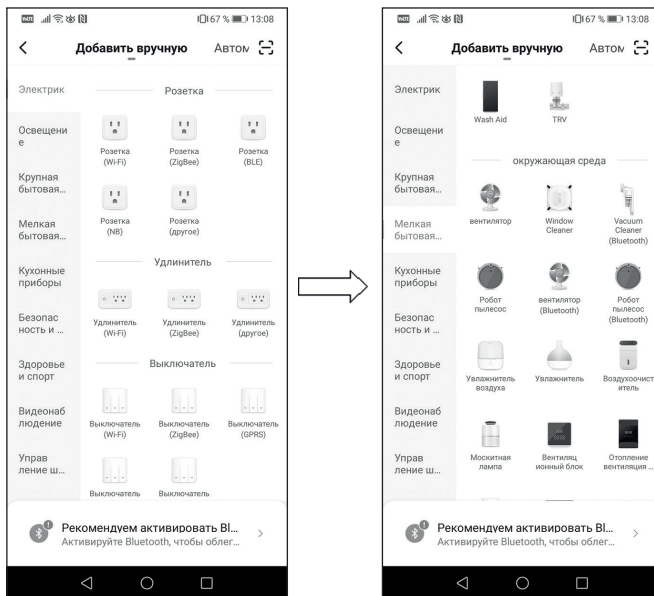 67 % 13:08
Добавить вручную Автом
Электрик
Освещени
е
Крупная
бытовая...
Мелкая
бытовая...
Кухонные
приборы
Безопас
ность и ...
Здоровье
и спорт
Видеонаб
людение
Управ
ление ш...
Розетка
Розетка
(Wi-Fi)
Розетка
(ZigBee)
Розетка
(BLE)
Розетка
(NB)
Розетка
(другое)
Удлинитель
Удлинитель
(Wi-Fi)
Удлинитель
(ZigBee)
Удлинитель
(другое)
Выключатель
Выключатель
(Wi-Fi)
Выключатель
(ZigBee)
Выключатель
(GPRS)
Выключатель
Выключатель
Рекомендуем активировать Bl...
Активируйте Bluetooth, чтобы облег...
67 % 13:08
Добавить вручную Автом
Электрик
Освещени
е
Крупная
бытовая...
Мелкая
бытовая...
Кухонные
приборы
Безопас
ность и ...
Здоровье
и спорт
Видеонаб
людение
Управ
ление ш...
Wash Aid
TRV
окружающая среда
вентилятор
Window
Cleaner
Vacuum
Cleaner
(Bluetooth)
Робот
пылесос
вентилятор
(Bluetooth)
Робот
пылесос
(Bluetooth)
Увлажнитель
воздуха
Увлажнитель
Воздухоочист
итель
Москитная
лампа
Вентиляц
ионный блок
Отопление
вентиляция ...
Рекомендуем активировать Bl...
Активируйте Bluetooth, чтобы облег...